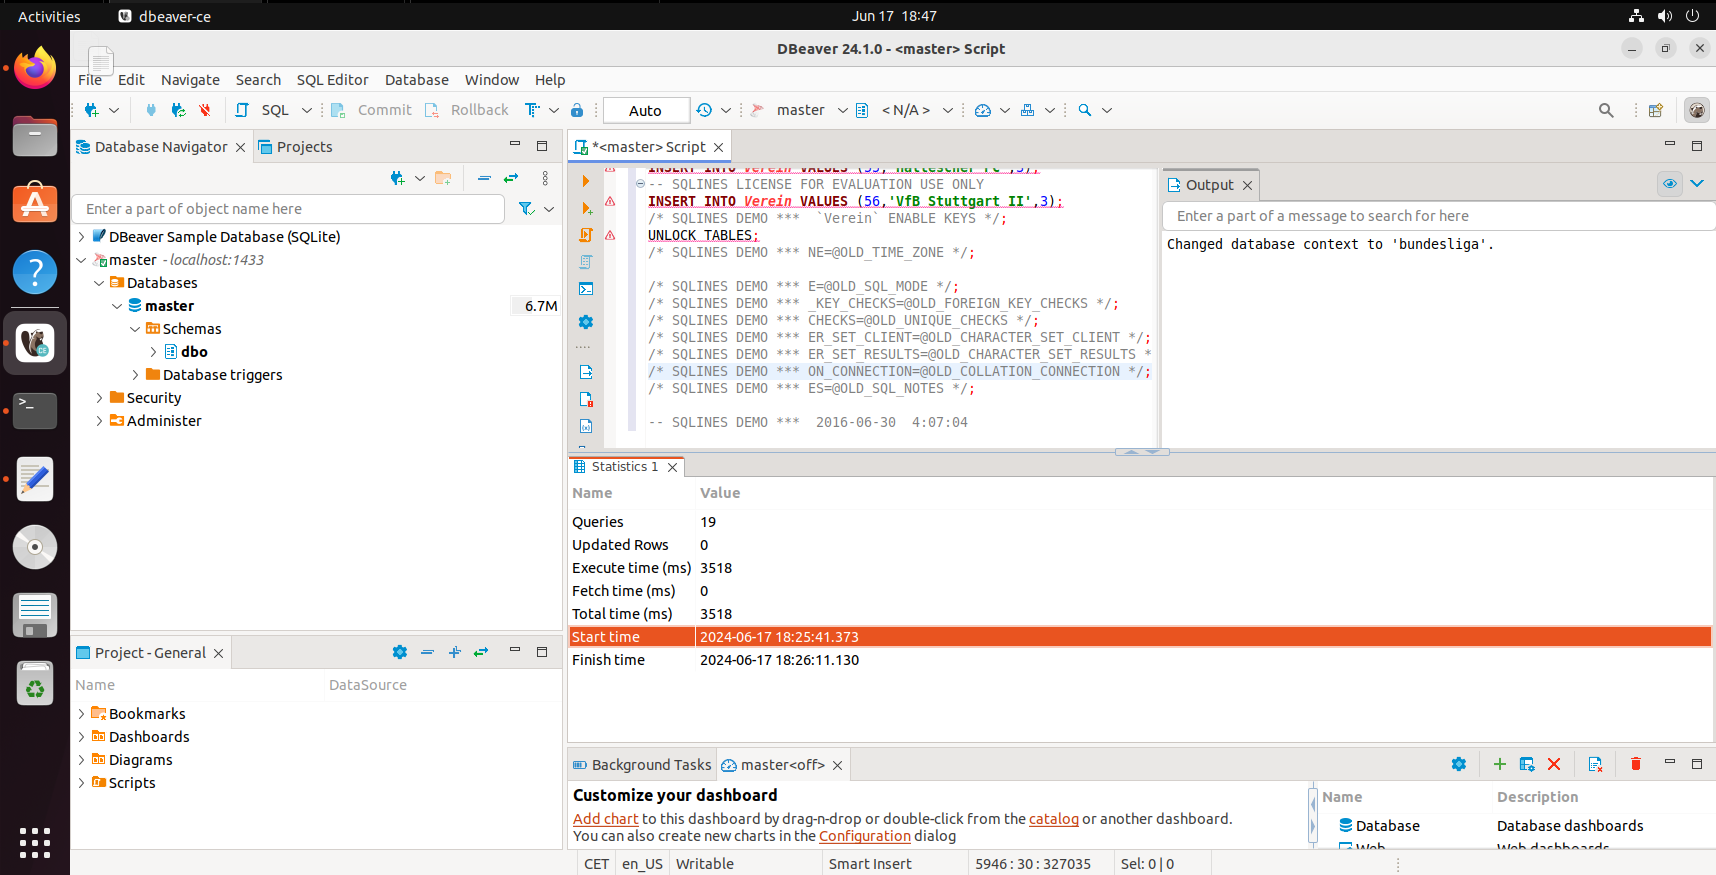 Activities
dbeaver-ce
Jun 17 18:47
DBeaver 24.1.0 - <master> Script
File Edit Navigate Search SQL Editor Database Window Help
SQL Commit Rollback Auto master < N/A >
Database Navigator
Projects
Enter a part of object name here
DBeaver Sample Database (SQLite)
master - localhost:1433
Databases
master 6.7M
Schemas
dbo
Database triggers
Security
Administer
Project - General
Name DataSource
Bookmarks
Dashboards
Diagrams
Scripts
*<master> Script
INSERT INTO Verein VALUES (55,'Hallescher FC',3);
-- SQLINES LICENSE FOR EVALUATION USE ONLY
INSERT INTO Verein VALUES (56,'VfB Stuttgart II',3);
/* SQLINES DEMO *** `Verein` ENABLE KEYS */;
UNLOCK TABLES;
/* SQLINES DEMO *** NE=@OLD_TIME_ZONE */;
/* SQLINES DEMO *** E=@OLD_SQL_MODE */;
/* SQLINES DEMO *** _KEY_CHECKS=@OLD_FOREIGN_KEY_CHECKS */;
/* SQLINES DEMO *** CHECKS=@OLD_UNIQUE_CHECKS */;
/* SQLINES DEMO *** ER_SET_CLIENT=@OLD_CHARACTER_SET_CLIENT */;
/* SQLINES DEMO *** ER_SET_RESULTS=@OLD_CHARACTER_SET_RESULTS *
/* SQLINES DEMO *** ON_CONNECTION=@OLD_COLLATION_CONNECTION */;
/* SQLINES DEMO *** ES=@OLD_SQL_NOTES */;
-- SQLINES DEMO *** 2016-06-30 4:07:04
Output
Enter a part of a message to search for here
Changed database context to 'bundesliga'.
Statistics 1
Name Value
Queries 19
Updated Rows 0
Execute time (ms) 3518
Fetch time (ms) 0
Total time (ms) 3518
Start time 2024-06-17 18:25:41.373
Finish time 2024-06-17 18:26:11.130
Background Tasks
master<off>
Customize your dashboard
Add chart to this dashboard by drag-n-drop or double-click from the catalog or another dashboard.
You can also create new charts in the Configuration dialog
Name Description
Database Database dashboards
Web Web dashboards
CET en_US Writable Smart Insert 5946 : 30 : 327035 Sel: 0 | 0